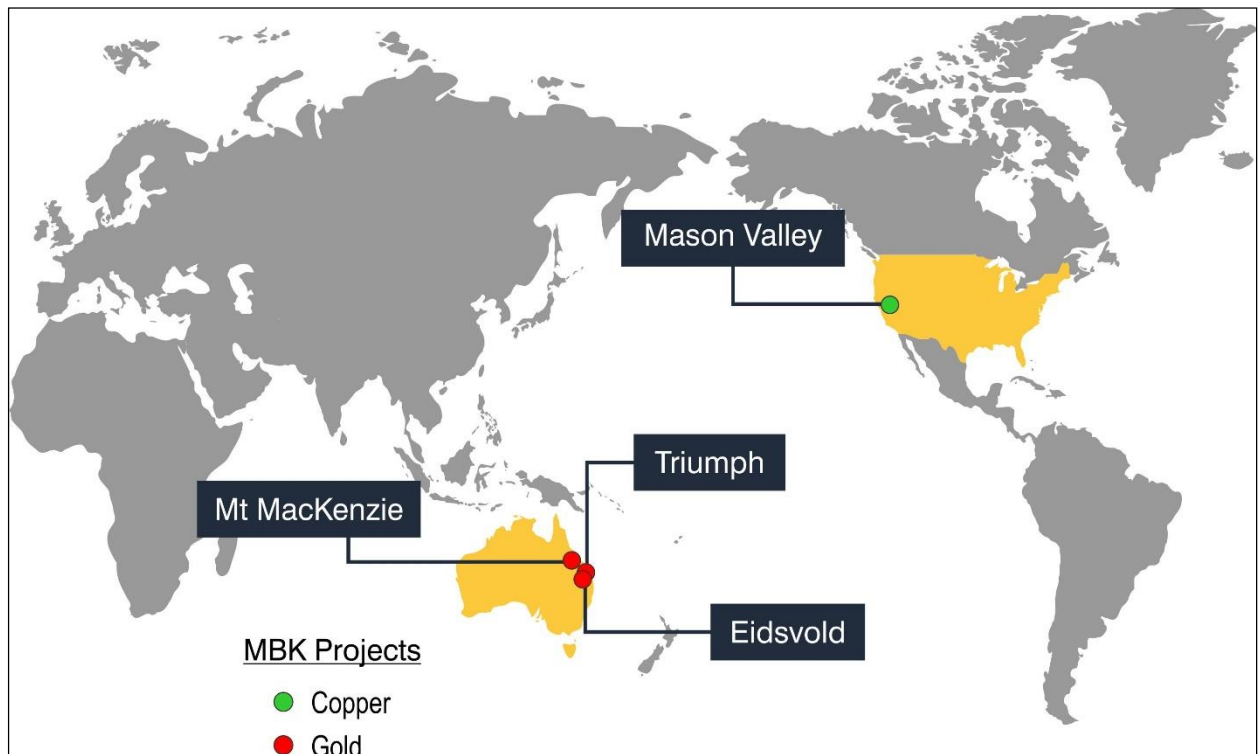 Mason Valley
Triumph
Mt MacKenzie
Eidsvold
MBK Projects
Copper
Gold